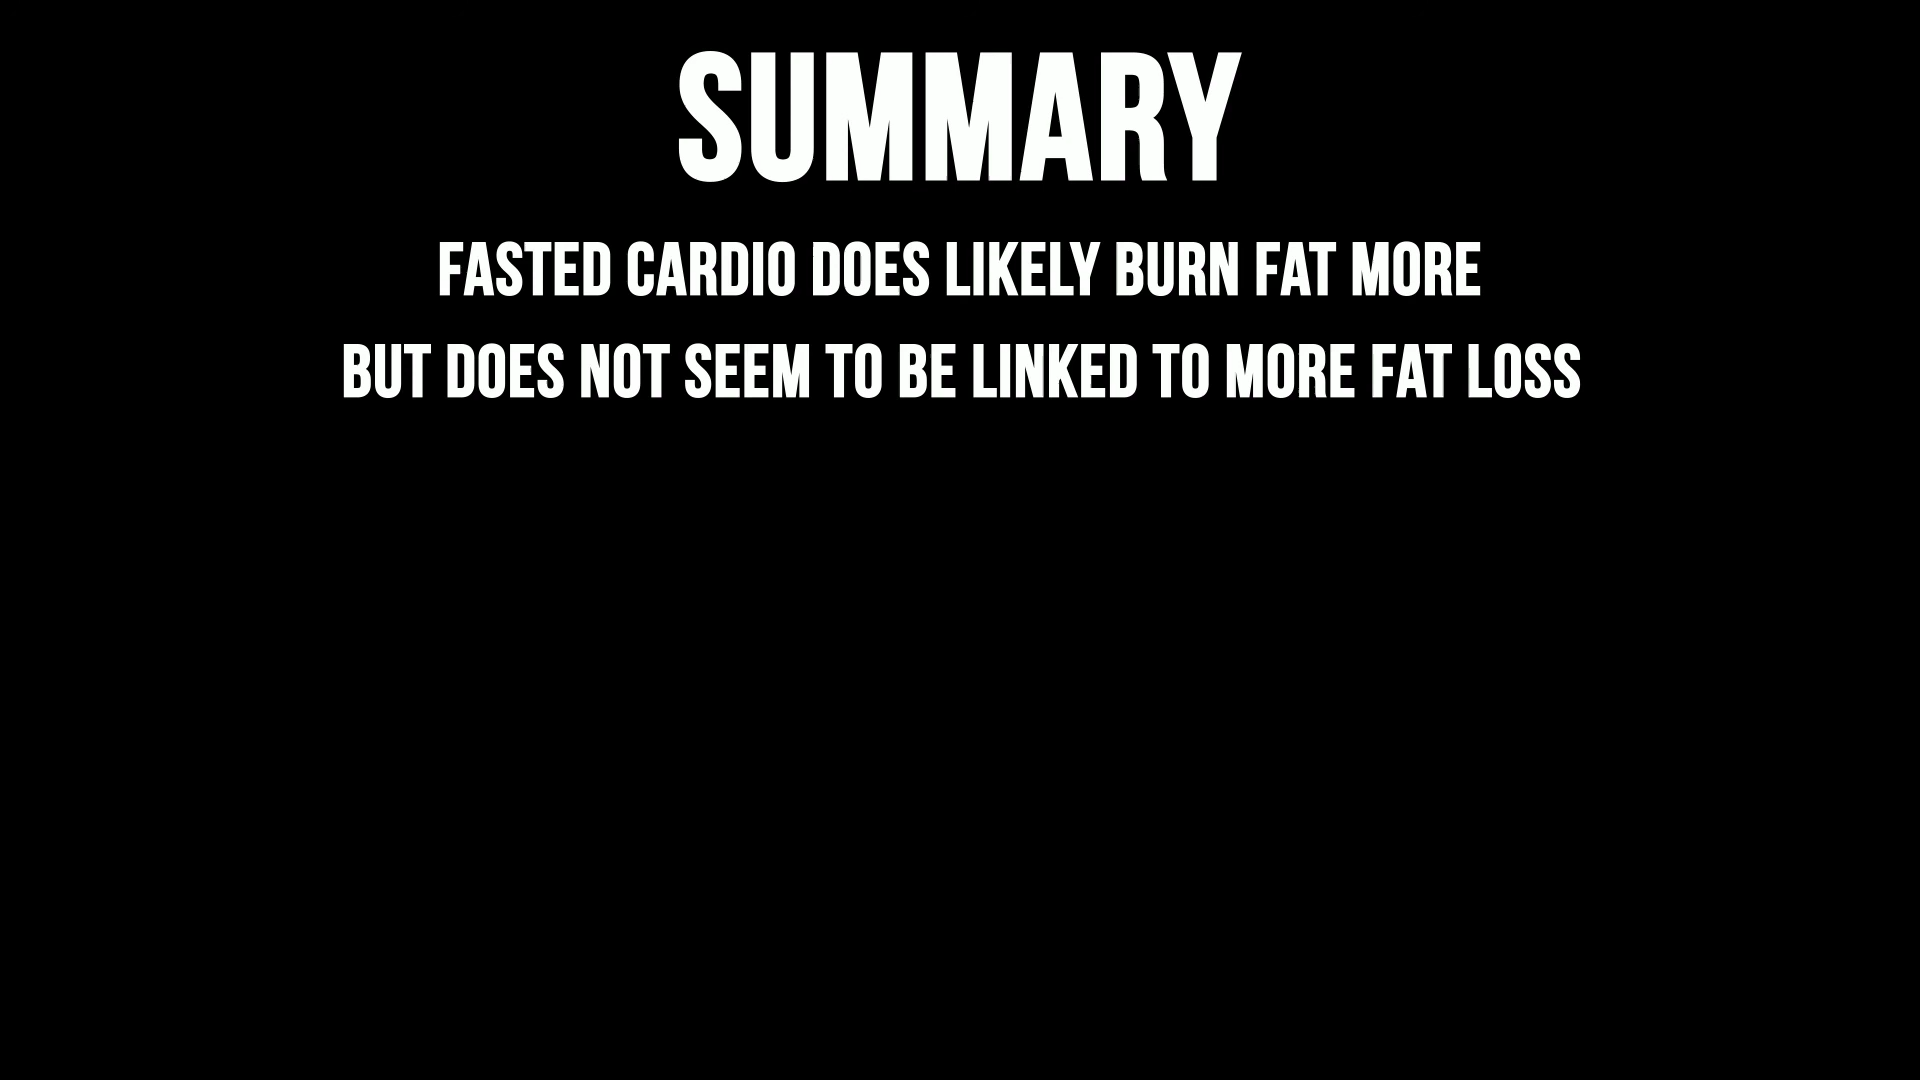 SUMMARY
FASTED CARDIO DOES LIKELY BURN FAT MORE
BUT DOES NOT SEEM TO BE LINKED TO MORE FAT LOSS